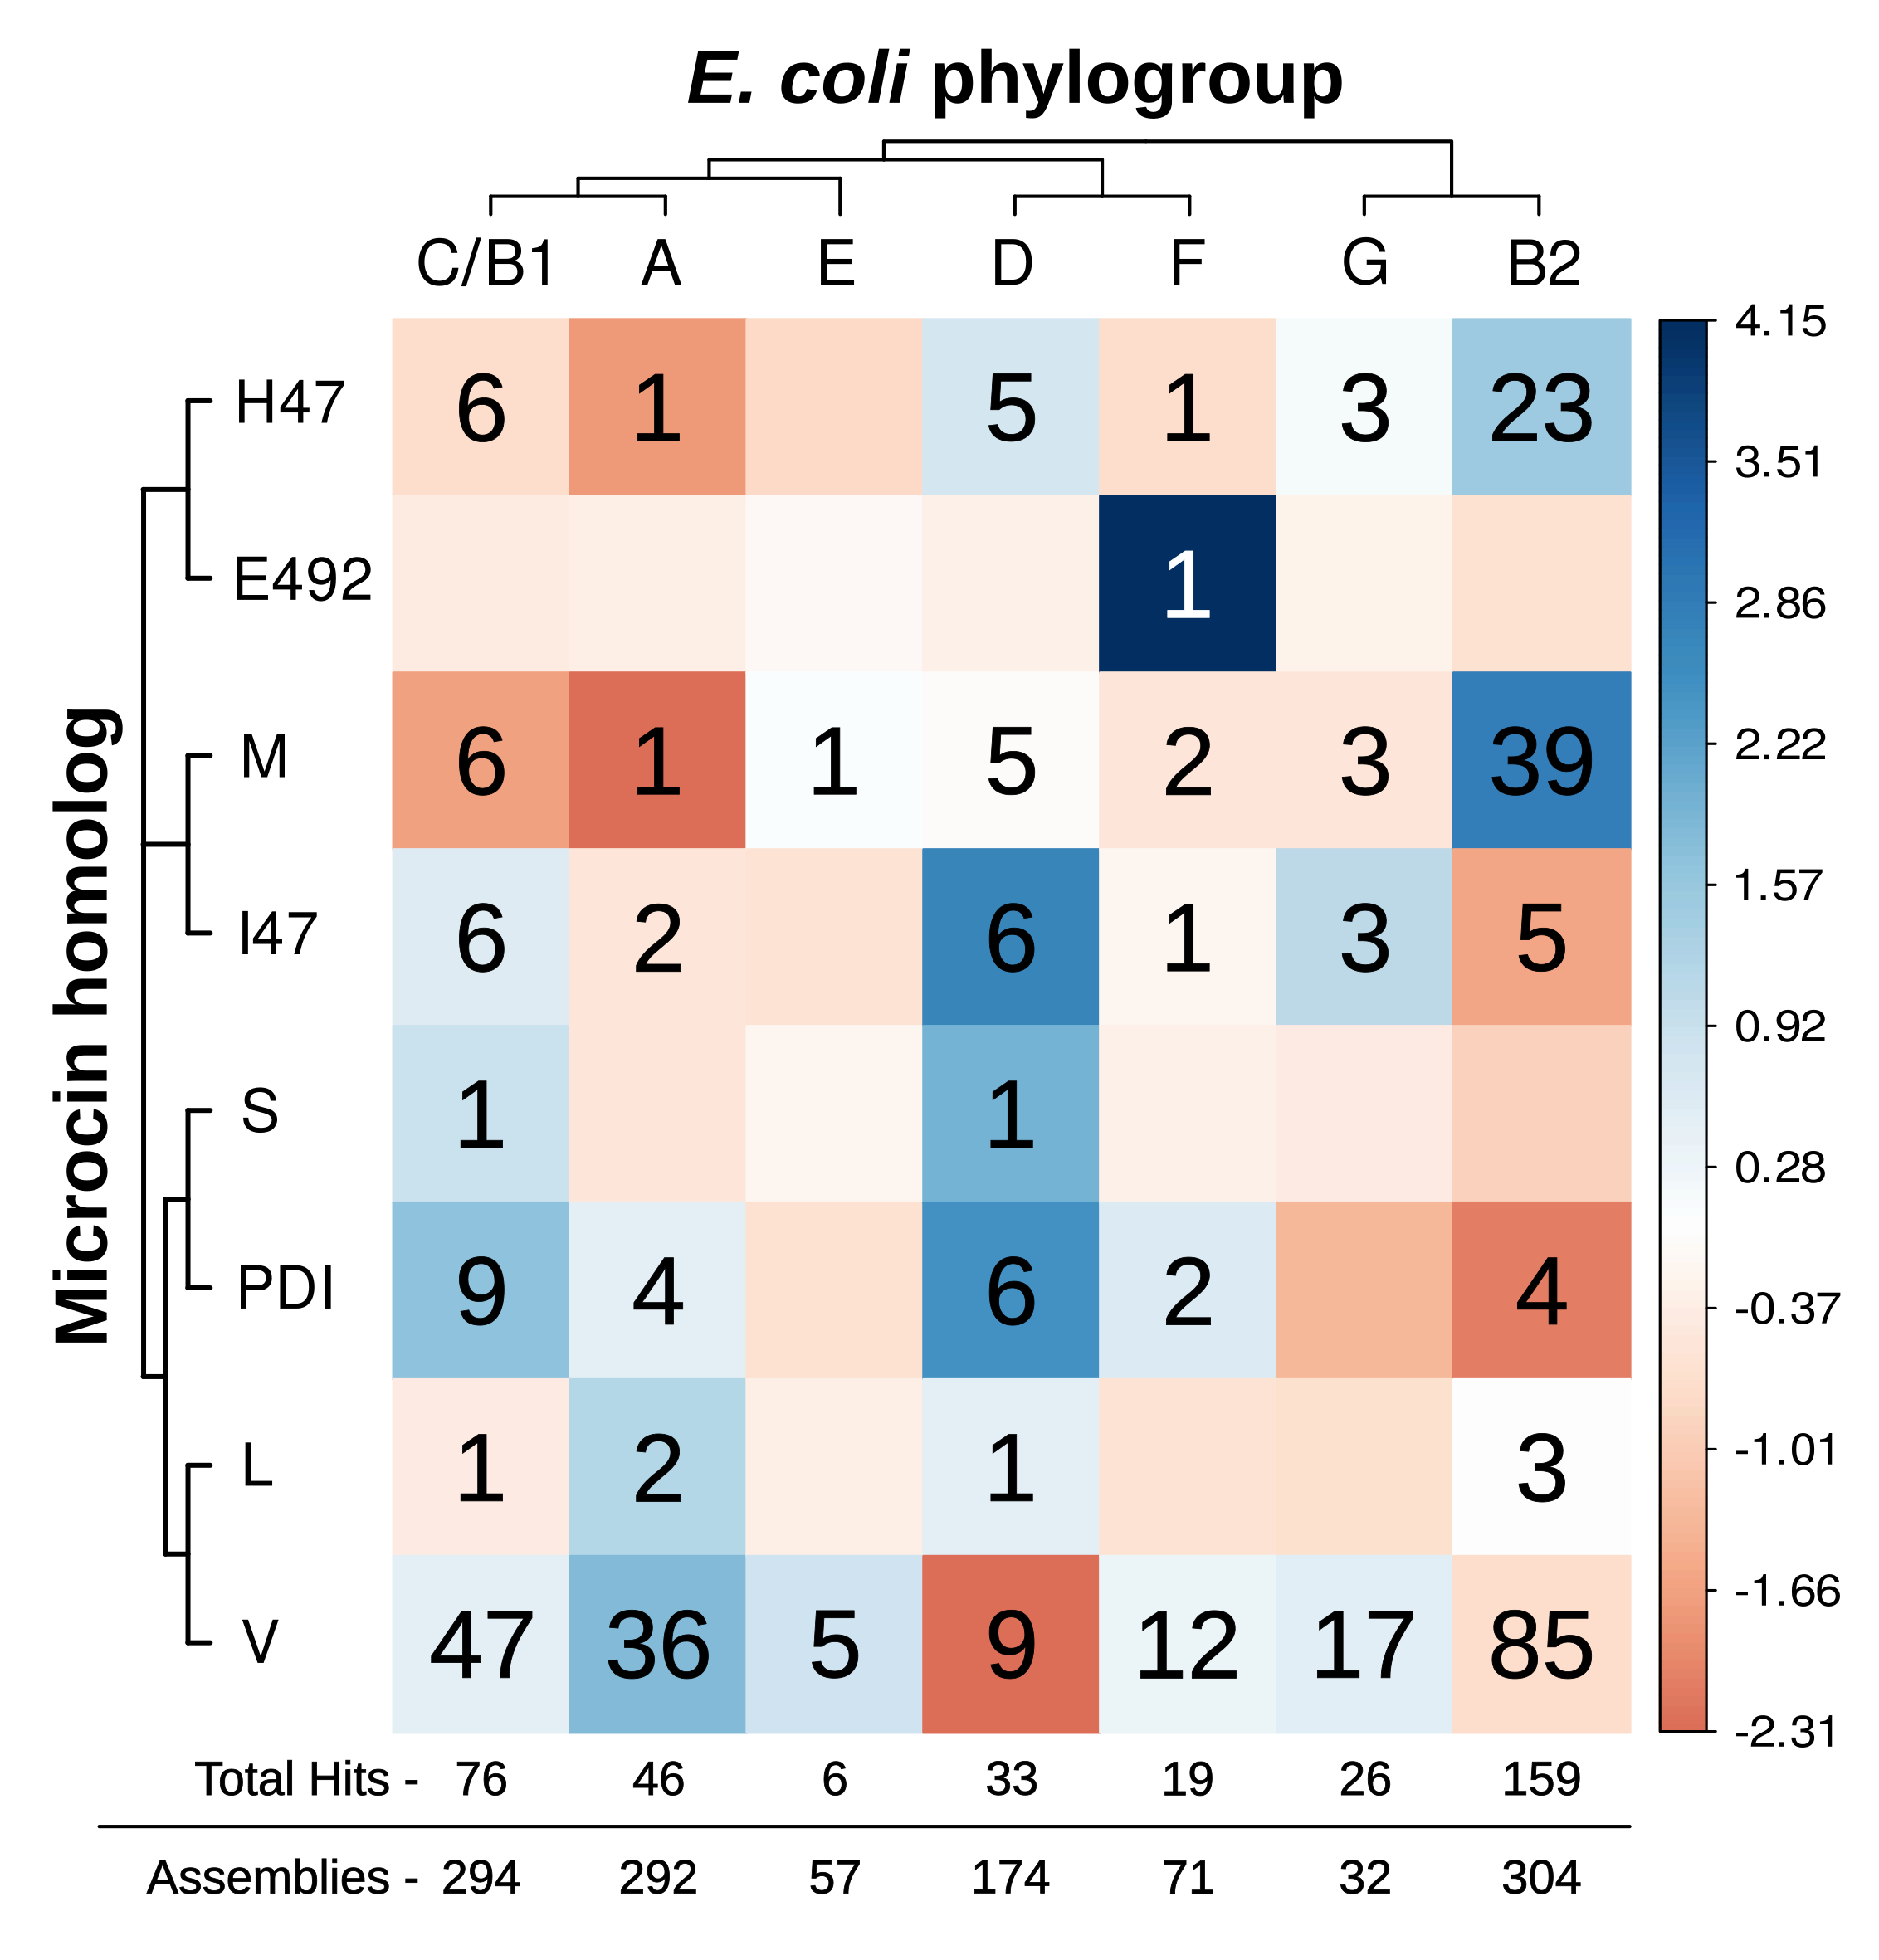 E. coli phylogroup
C/B1 A E D F G B2
Microcin homolog
H47 6 1 5 1 3 23
E492 1
M 6 1 1 5 2 3 39
I47 6 2 6 1 3 5
S 1 1
PDI 9 4 6 2 4
L 1 2 1 3
V 47 36 5 9 12 17 85
Total Hits - 76 46 6 33 19 26 159
Assemblies - 294 292 57 174 71 32 304
4.15
3.51
2.86
2.22
1.57
0.92
0.28
-0.37
-1.01
-1.66
-2.31